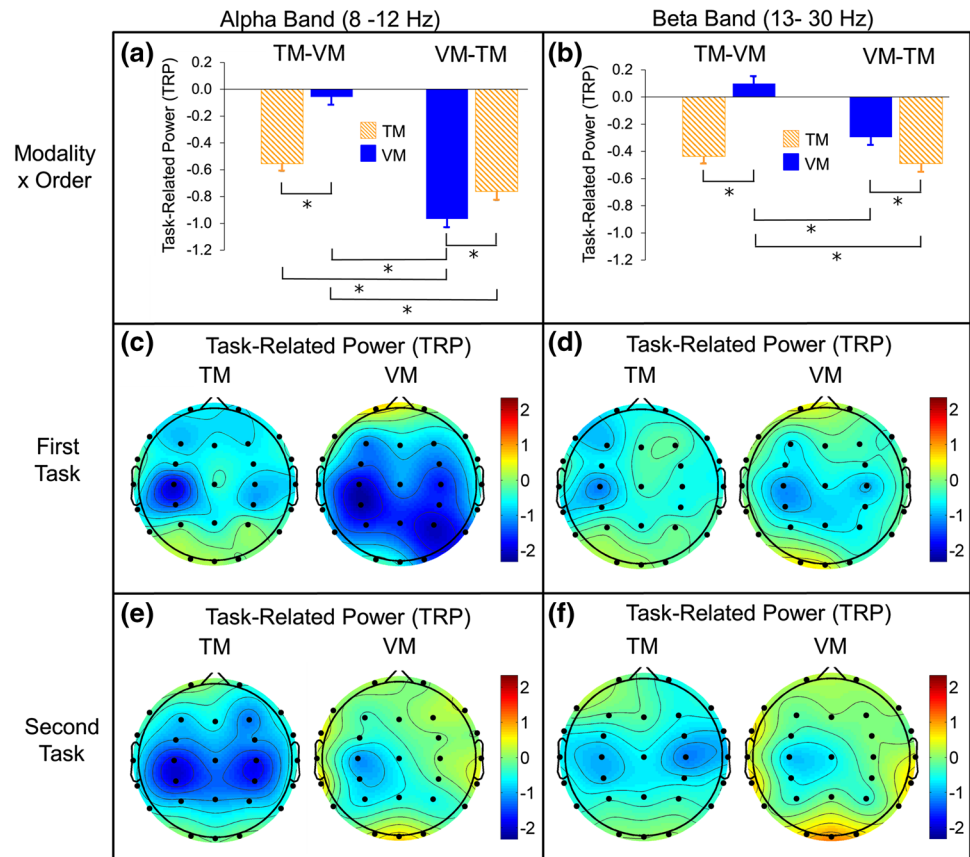 Alpha Band (8 -12 Hz)
Beta Band (13- 30 Hz)
Modality
x Order
(a)
TM-VM
VM-TM
Task-Related Power (TRP)
0.2
0.0
-0.2
-0.4
-0.6
-0.8
-1.0
-1.2
TM
VM
*
*
*
*
*
(b)
TM-VM
VM-TM
Task-Related Power (TRP)
0.2
0.0
-0.2
-0.4
-0.6
-0.8
-1.0
-1.2
TM
VM
*
*
*
*
First
Task
(c)
Task-Related Power (TRP)
TM
VM
2
1
0
-1
-2
(d)
Task-Related Power (TRP)
TM
VM
2
1
0
-1
-2
Second
Task
(e)
Task-Related Power (TRP)
TM
VM
2
1
0
-1
-2
(f)
Task-Related Power (TRP)
TM
VM
2
1
0
-1
-2